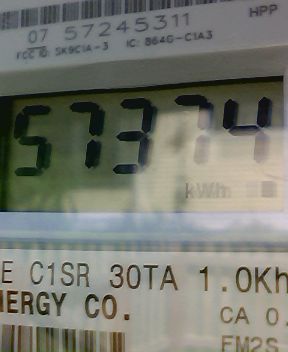 HPP
07 57245311
FCC ID: SK9C1A-3 IC: 864G-C1A3
57374
kWh
E C1SR 30TA 1.0Kh
NERGY CO.
CA 0.
FM2S